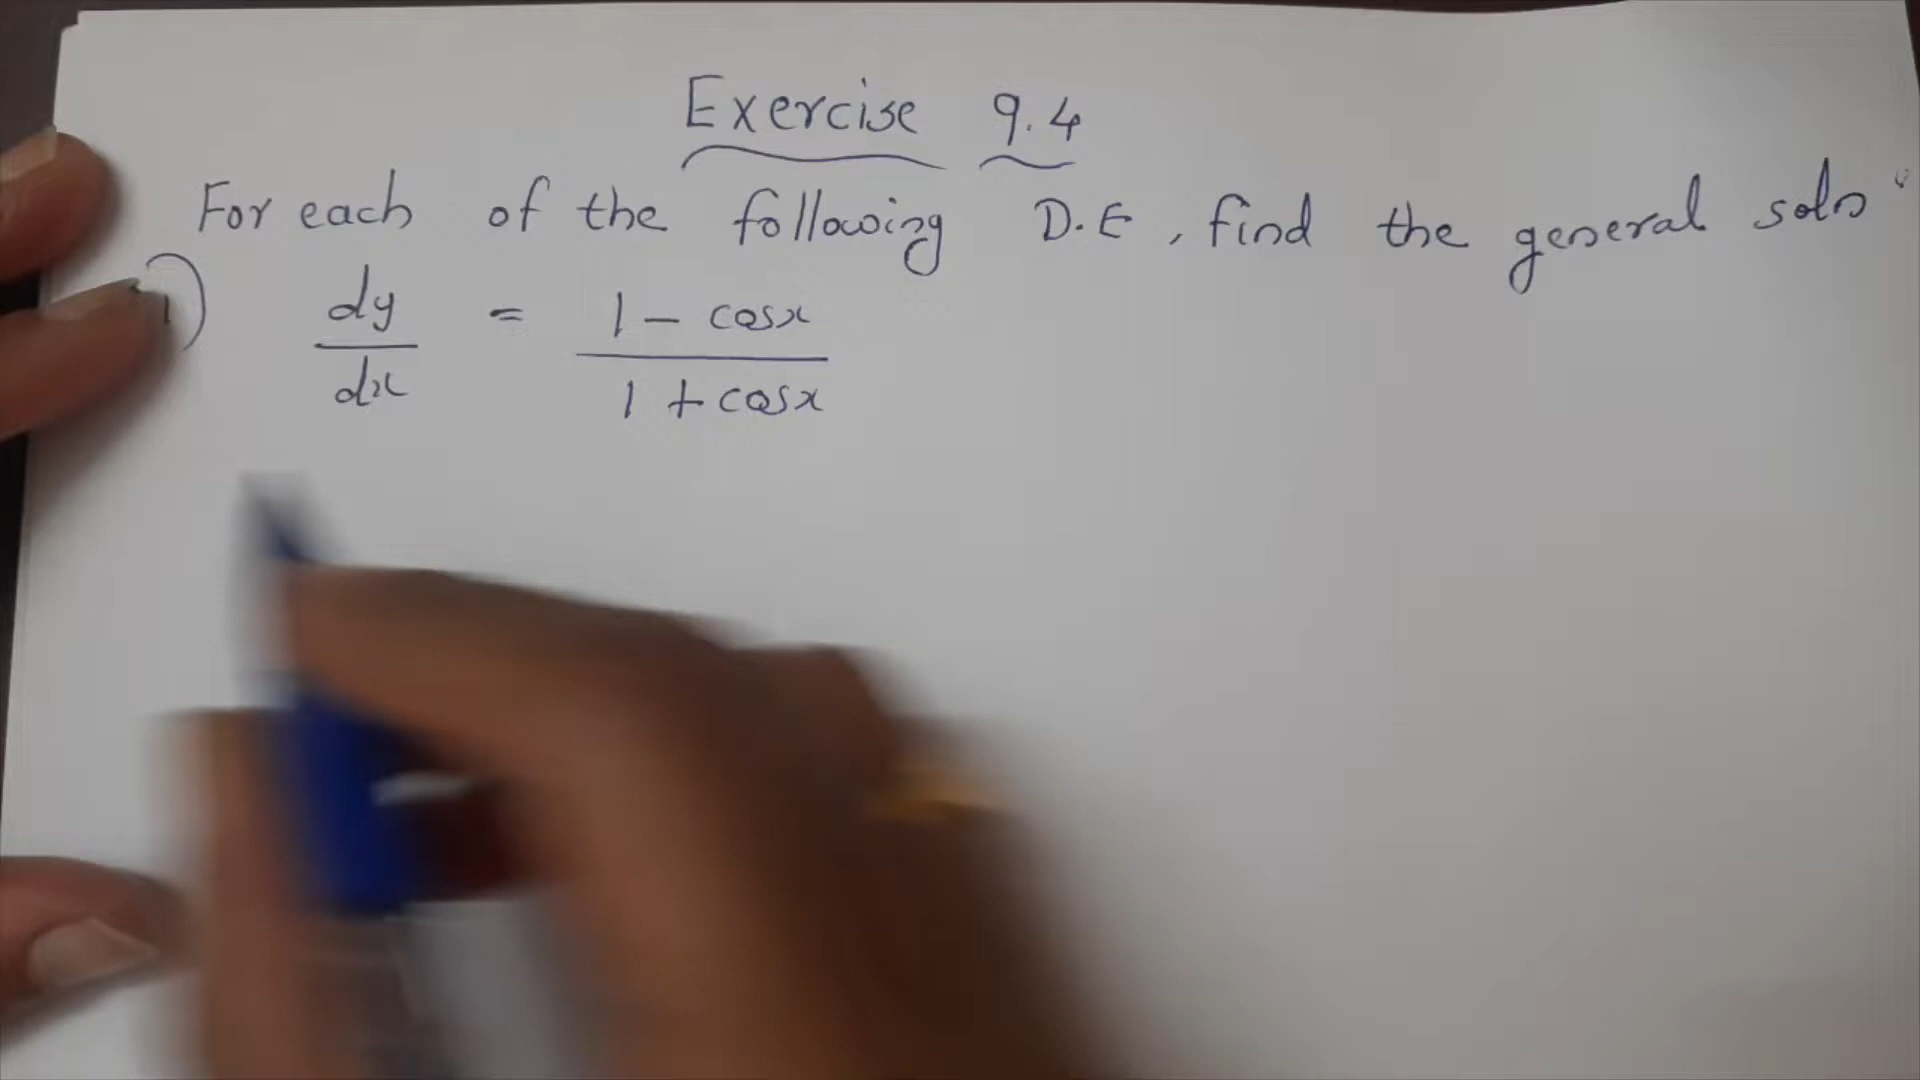 Exercise 9.4
For each of the following D.E, find the general soln
1) dy/dx = 1 - cosx / 1 + cosx